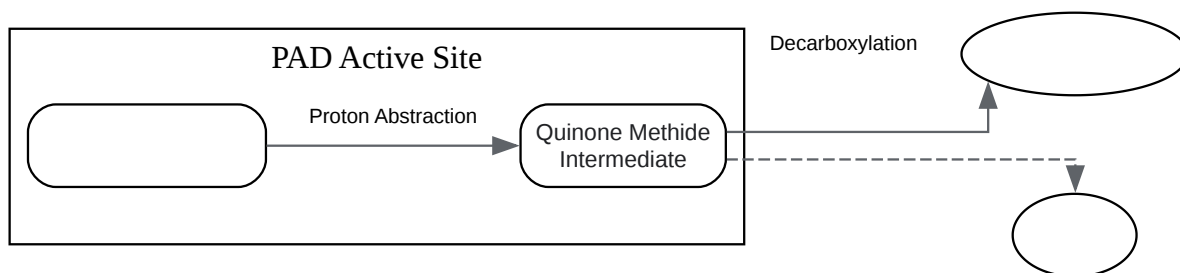 PAD Active Site
Decarboxylation
Proton Abstraction
Quinone Methide
Intermediate